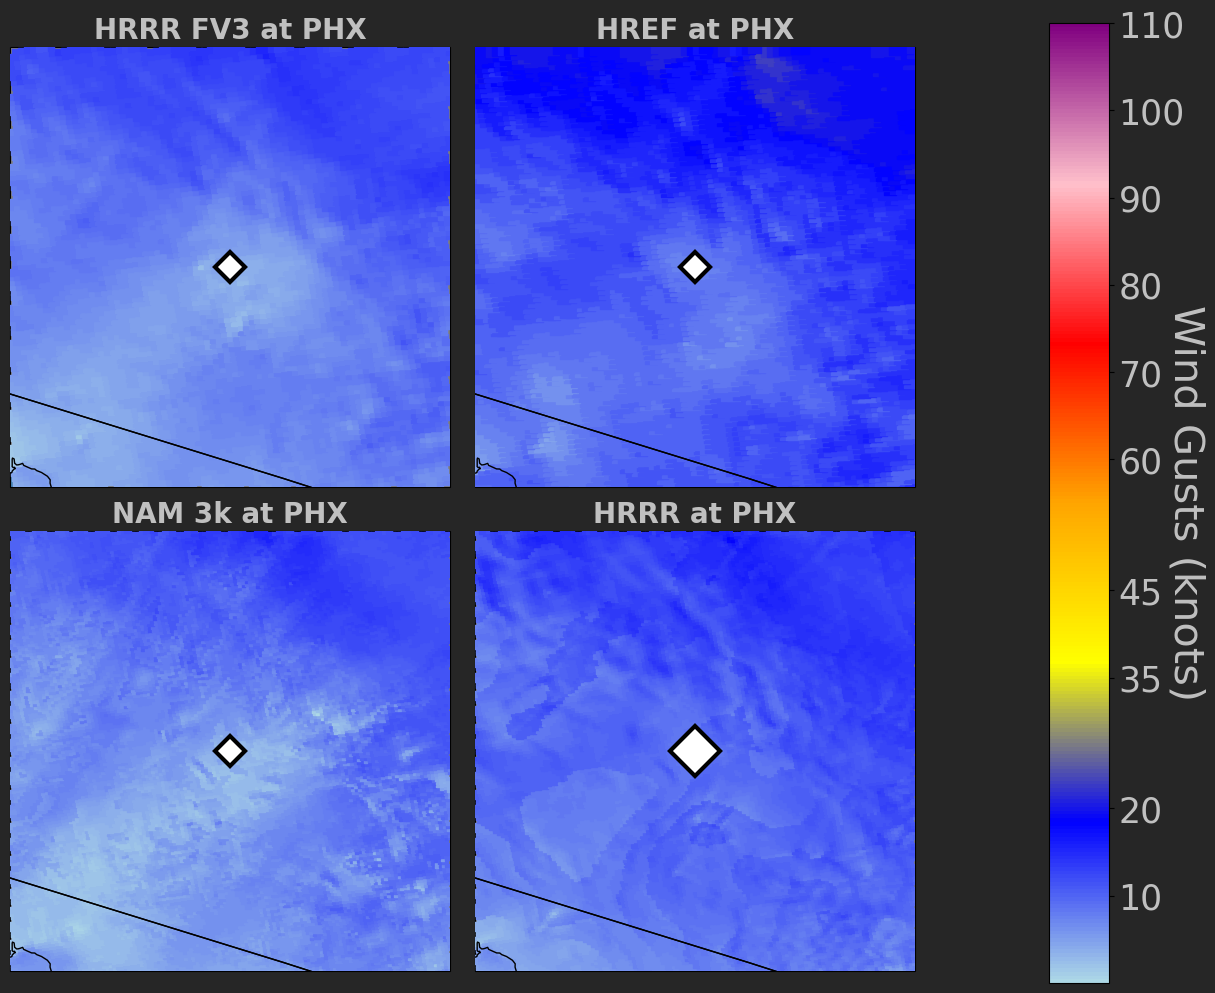 HRRR FV3 at PHX
HREF at PHX
NAM 3k at PHX
HRRR at PHX
110
100
90
80
70
60
45
35
20
10
Wind Gusts (knots)